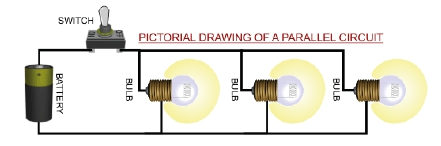 SWITCH
PICTORIAL DRAWING OF A PARALLEL CIRCUIT
BATTERY
BULB
BULB
BULB